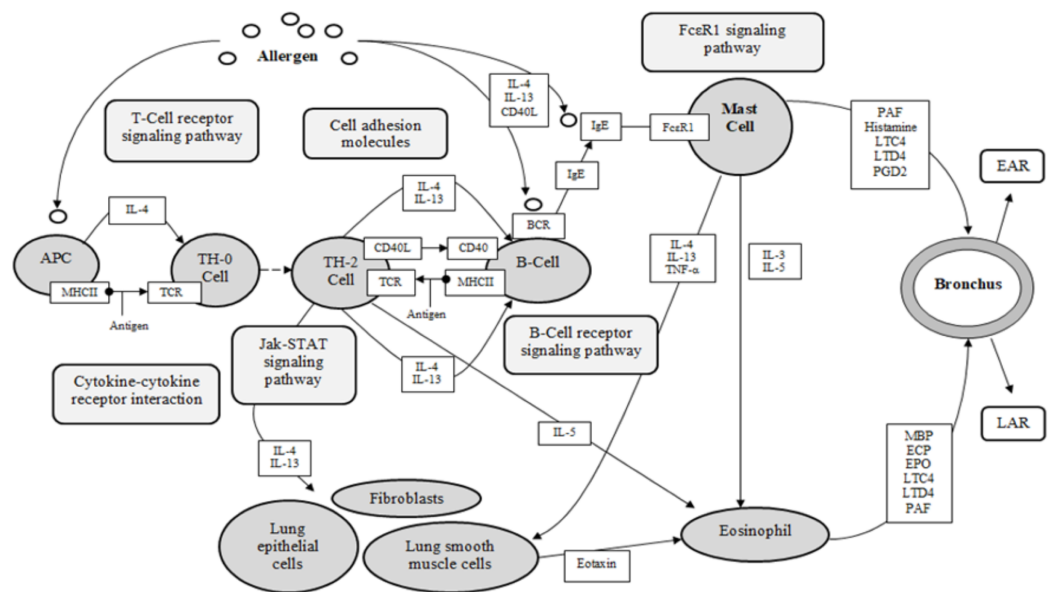 Allergen
FcεR1 signaling
pathway
T-Cell receptor
signaling pathway
Cell adhesion
molecules
IL-4
IL-13
CD40L
IgE
FcεR1
Mast
Cell
PAF
Histamine
LTC4
LTD4
PGD2
EAR
IgE
IL-4
IL-4
IL-13
BCR
APC
MHCII
TH-0
Cell
TCR
Antigen
TH-2
Cell
CD40L
CD40
TCR
MHCII
Antigen
B-Cell
IL-4
IL-13
TNF-α
IL-3
IL-5
Bronchus
Jak-STAT
signaling
pathway
IL-4
IL-13
B-Cell receptor
signaling pathway
Cytokine-cytokine
receptor interaction
LAR
IL-4
IL-13
IL-5
MBP
ECP
EPO
LTC4
LTD4
PAF
Fibroblasts
Lung
epithelial
cells
Lung smooth
muscle cells
Eotaxin
Eosinophil